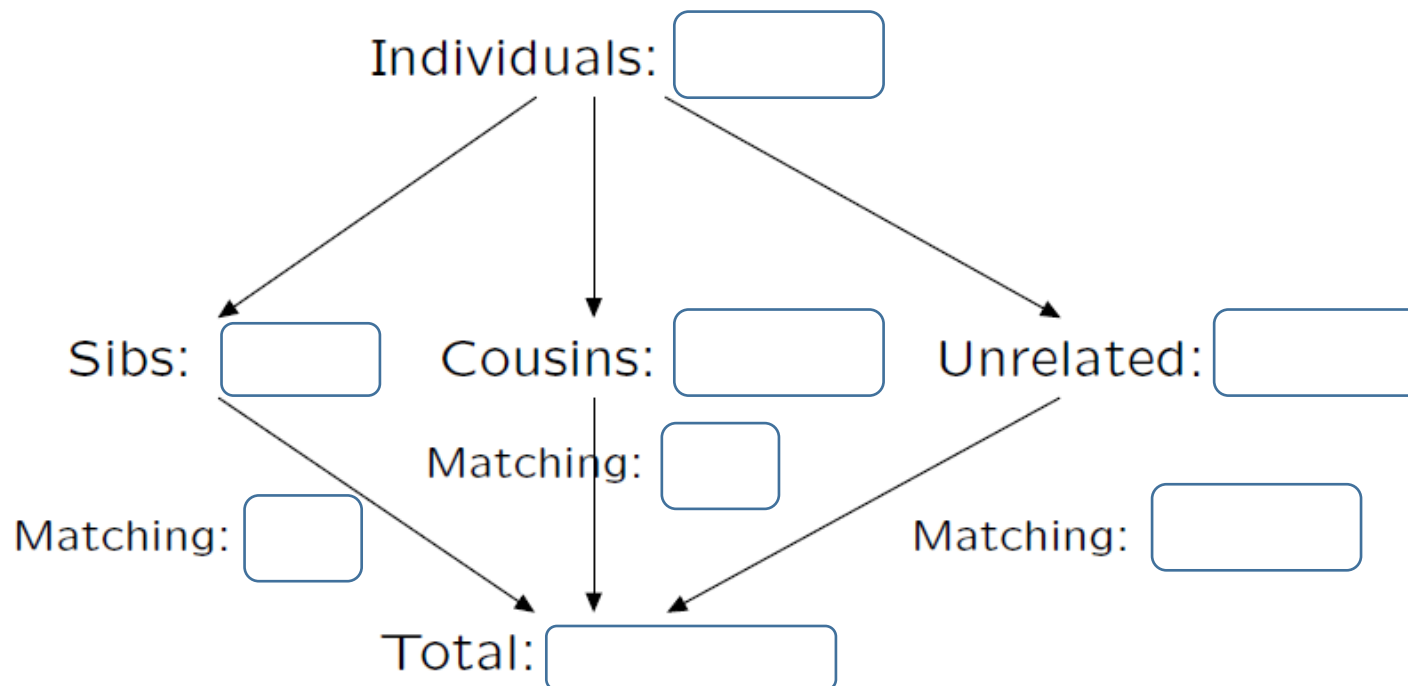 Individuals:
Sibs:
Cousins:
Unrelated:
Matching:
Matching:
Matching:
Total: